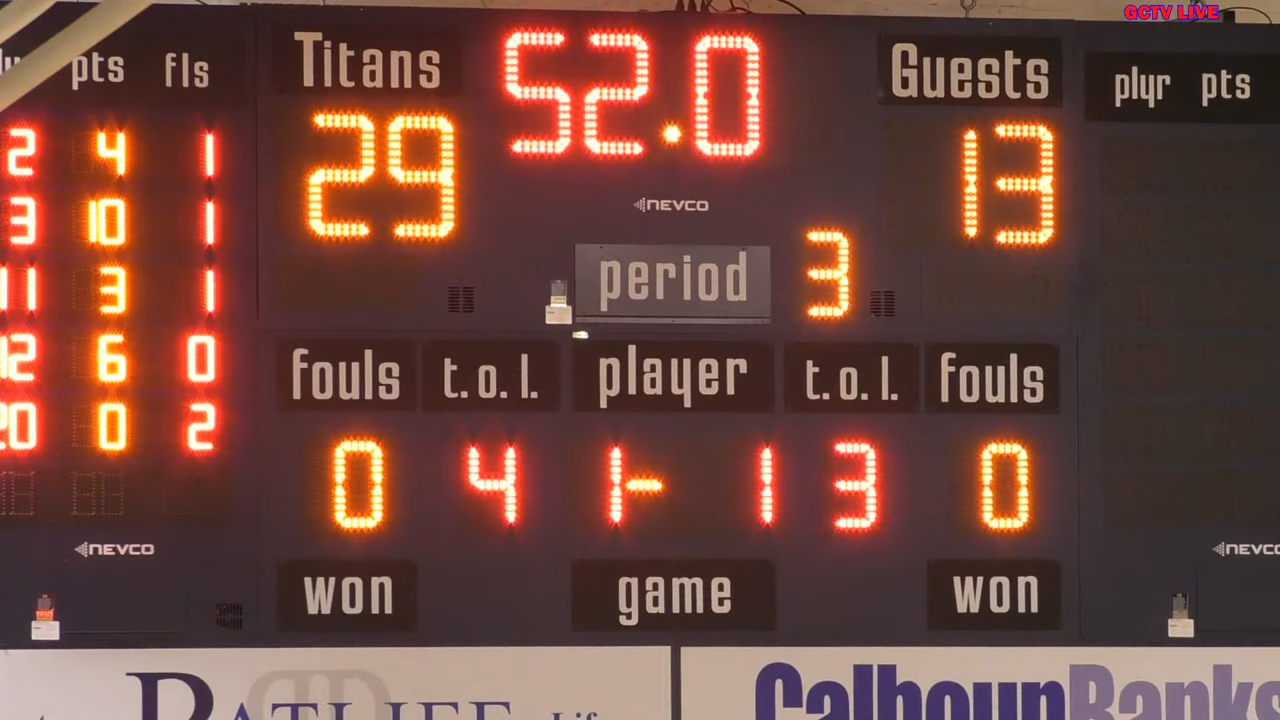 GCTV LIVE
pts fls
Titans
52.0
Guests
plyr pts
2 4 1
29
13
3 10 1
NEVCO
period 3
11 3 1
12 6 0
fouls t.o.l. player t.o.l. fouls
20 0 2
0 4 1- 1 3 0
NEVCO
NEVCO
won game won
RATLIFF Life
CalhounBanks